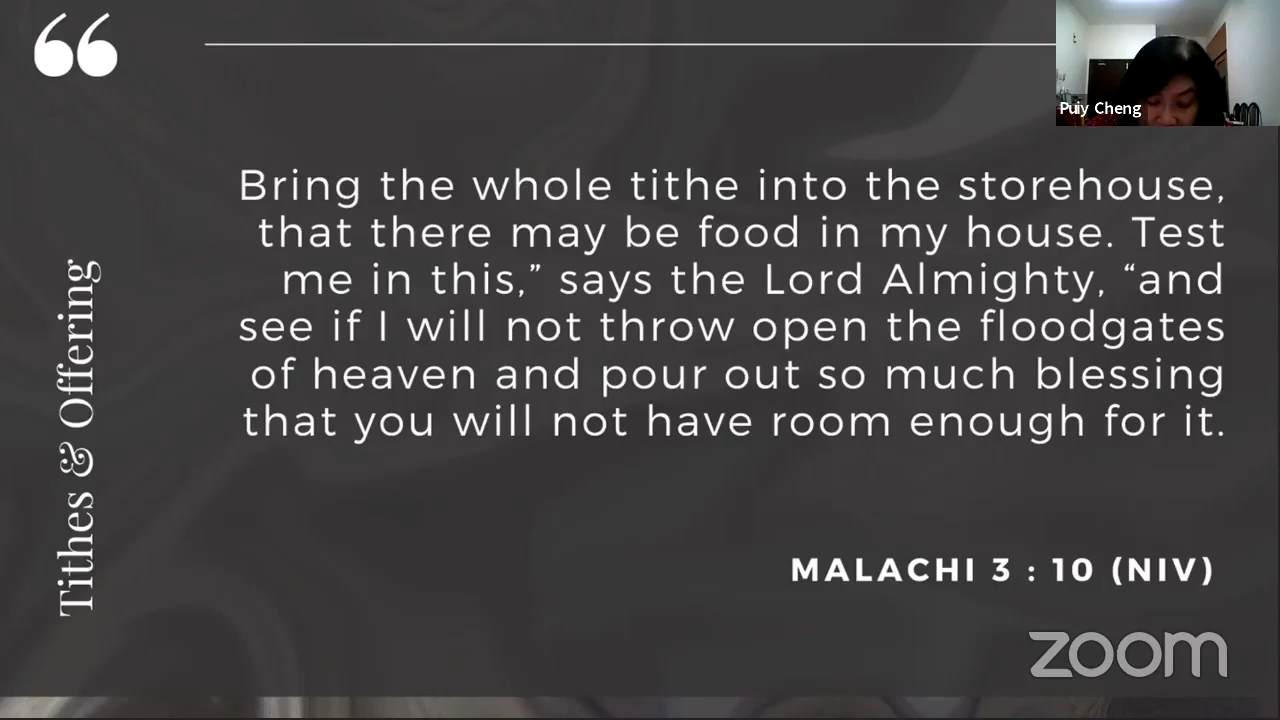 “
Puiy Cheng
Bring the whole tithe into the storehouse,
that there may be food in my house. Test
me in this,” says the Lord Almighty, “and
see if I will not throw open the floodgates
of heaven and pour out so much blessing
that you will not have room enough for it.
Tithes & Offering
MALACHI 3 : 10 (NIV)
zoom